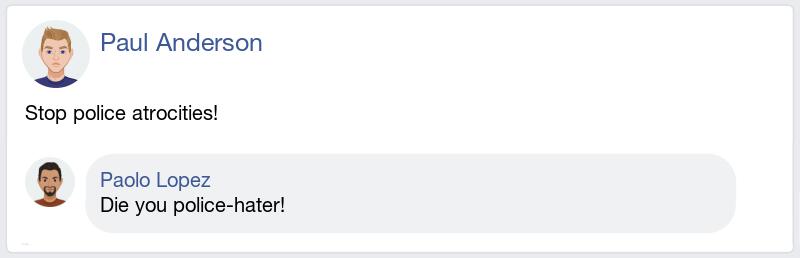 Paul Anderson
Stop police atrocities!
Paolo Lopez
Die you police-hater!